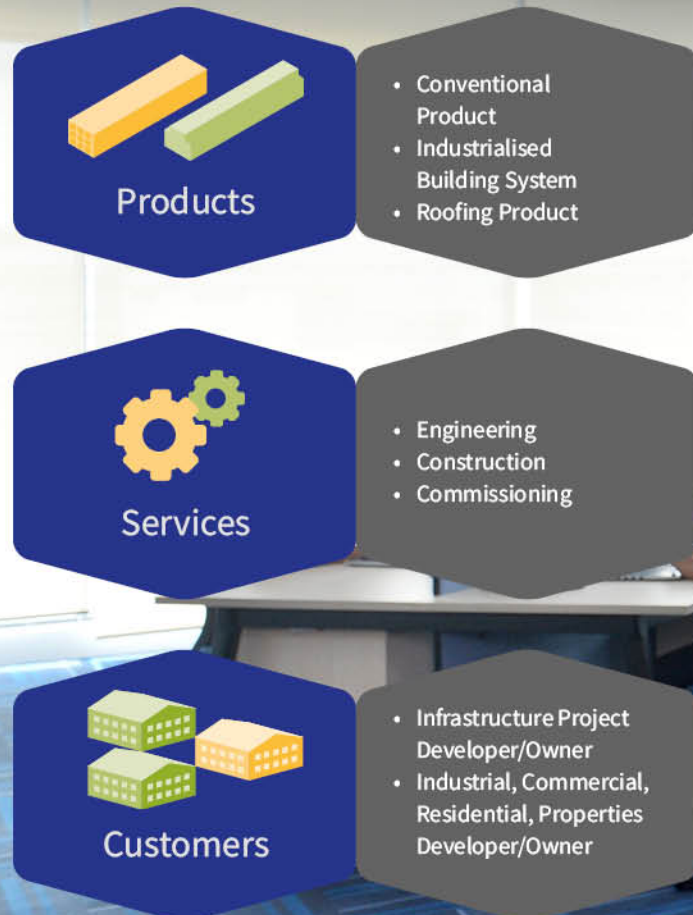 Products
• Conventional
Product
• Industrialised
Building System
• Roofing Product
Services
• Engineering
• Construction
• Commissioning
Customers
• Infrastructure Project
Developer/Owner
• Industrial, Commercial,
Residential, Properties
Developer/Owner